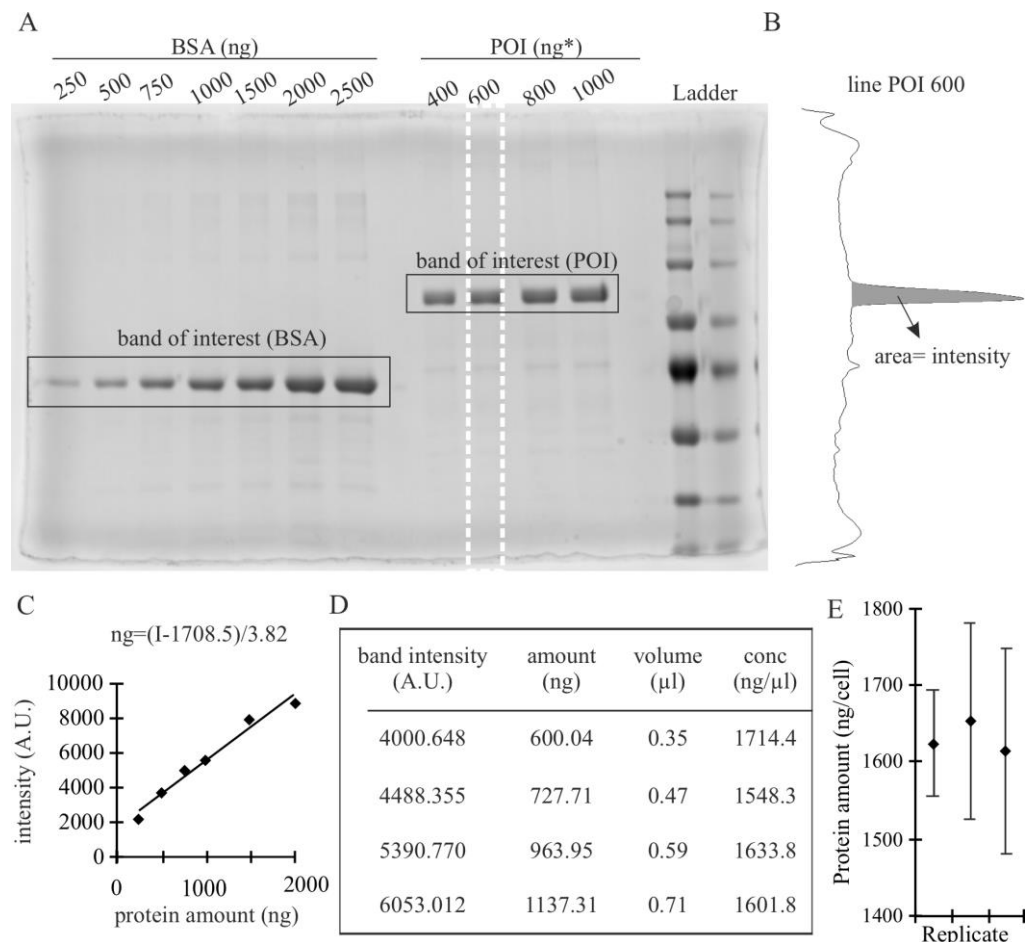 A
BSA (ng)
POI (ng*)
B
250 500 750 1000 1500 2000 2500
400 600 800 1000
Ladder
line POI 600
band of interest (POI)
band of interest (BSA)
area= intensity
C
ng=(I-1708.5)/3.82
intensity (A.U.)
10000
8000
6000
4000
2000
0
0 1000 2000
protein amount (ng)
D
band intensity (A.U.) amount (ng) volume (µl) conc (ng/µl)
4000.648 600.04 0.35 1714.4
4488.355 727.71 0.47 1548.3
5390.770 963.95 0.59 1633.8
6053.012 1137.31 0.71 1601.8
E
Protein amount (ng/cell)
1800
1700
1600
1500
1400
Replicate